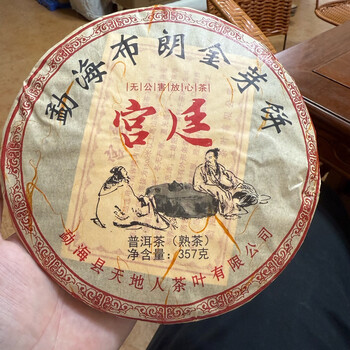 勐海布朗金芽饼
无公害放心茶
宫廷
普洱茶（熟茶）
净含量：357克
勐海县天地人茶叶有限公司